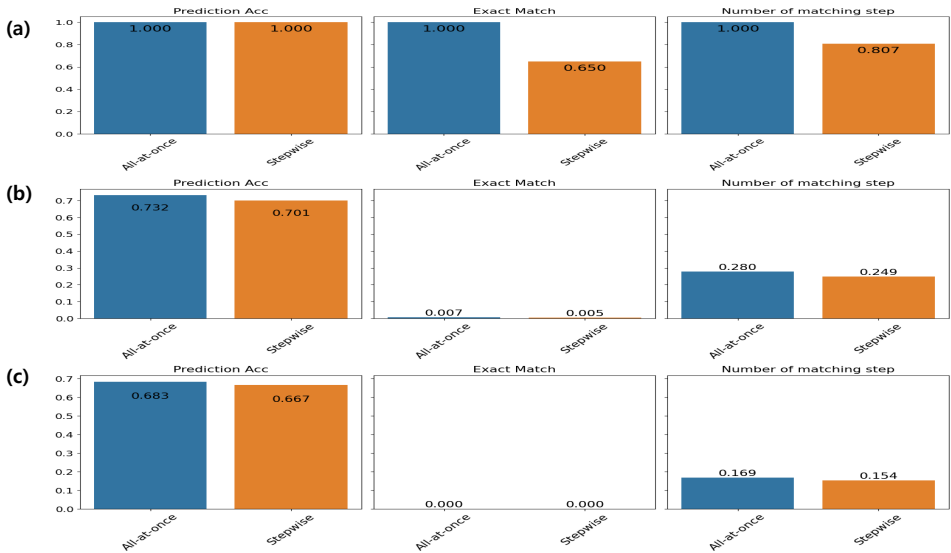 (a)
Prediction Acc
1.0
0.8
0.6
0.4
0.2
0.0
1.000
1.000
All-at-once
Stepwise
Exact Match
1.000
0.650
All-at-once
Stepwise
Number of matching step
1.000
0.807
All-at-once
Stepwise
(b)
Prediction Acc
0.7
0.6
0.5
0.4
0.3
0.2
0.1
0.0
0.732
0.701
All-at-once
Stepwise
Exact Match
0.007
0.005
All-at-once
Stepwise
Number of matching step
0.280
0.249
All-at-once
Stepwise
(c)
Prediction Acc
0.7
0.6
0.5
0.4
0.3
0.2
0.1
0.0
0.683
0.667
All-at-once
Stepwise
Exact Match
0.000
0.000
All-at-once
Stepwise
Number of matching step
0.169
0.154
All-at-once
Stepwise